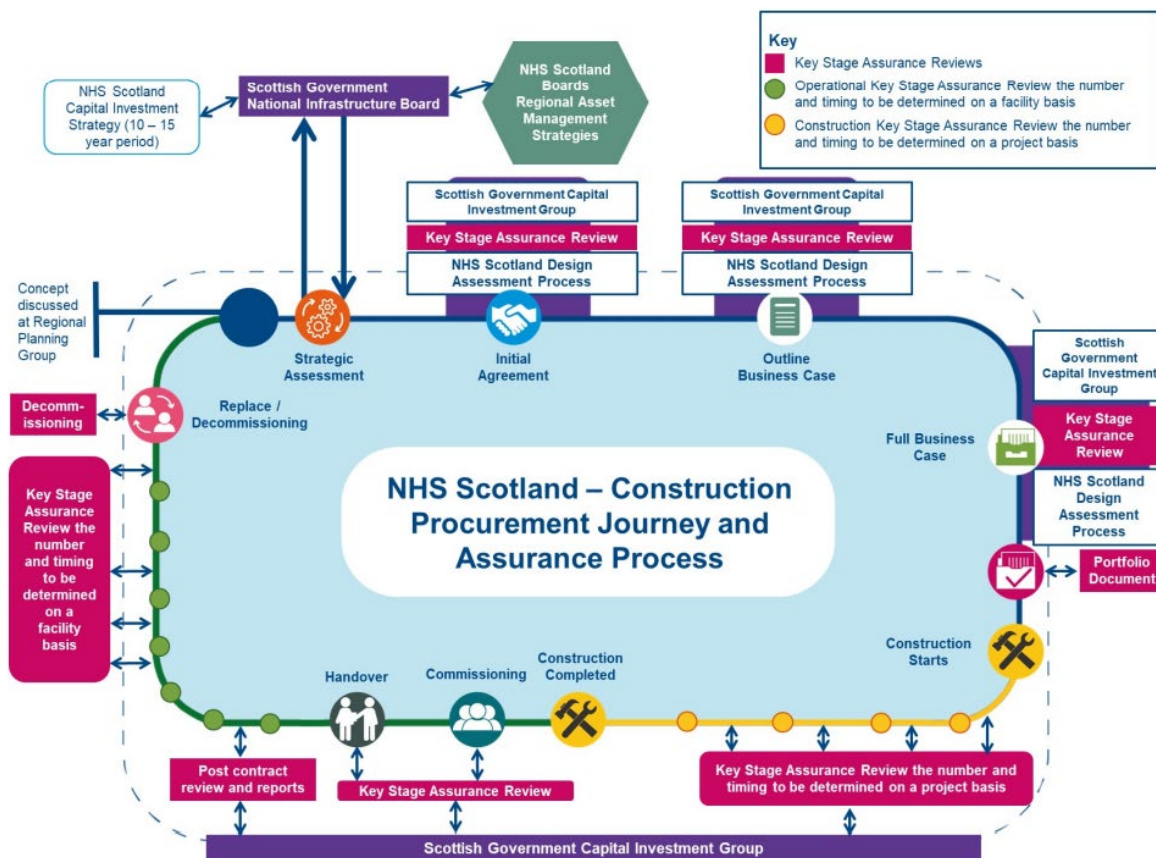 NHS Scotland
Capital Investment
Strategy (10 – 15
year period)
Scottish Government
National Infrastructure Board
NHS Scotland
Boards
Regional Asset
Management
Strategies
Key
Key Stage Assurance Reviews
Operational Key Stage Assurance Review the number
and timing to be determined on a facility basis
Construction Key Stage Assurance Review the number
and timing to be determined on a project basis
Scottish Government Capital
Investment Group
Key Stage Assurance Review
NHS Scotland Design
Assessment Process
Scottish Government Capital
Investment Group
Key Stage Assurance Review
NHS Scotland Design
Assessment Process
Concept
discussed
at Regional
Planning
Group
Strategic
Assessment
Initial
Agreement
Outline
Business Case
Scottish
Government
Capital Investment
Group
Key Stage
Assurance
Review
NHS Scotland
Design
Assessment
Process
Full Business
Case
Decomm-
issioning
Replace /
Decommissioning
NHS Scotland – Construction
Procurement Journey and
Assurance Process
Key Stage
Assurance
Review the
number
and timing
to be
determined
on a
facility
basis
Portfolio
Document
Construction
Starts
Handover
Commissioning
Construction
Completed
Post contract
review and reports
Key Stage Assurance Review
Key Stage Assurance Review the number and
timing to be determined on a project basis
Scottish Government Capital Investment Group